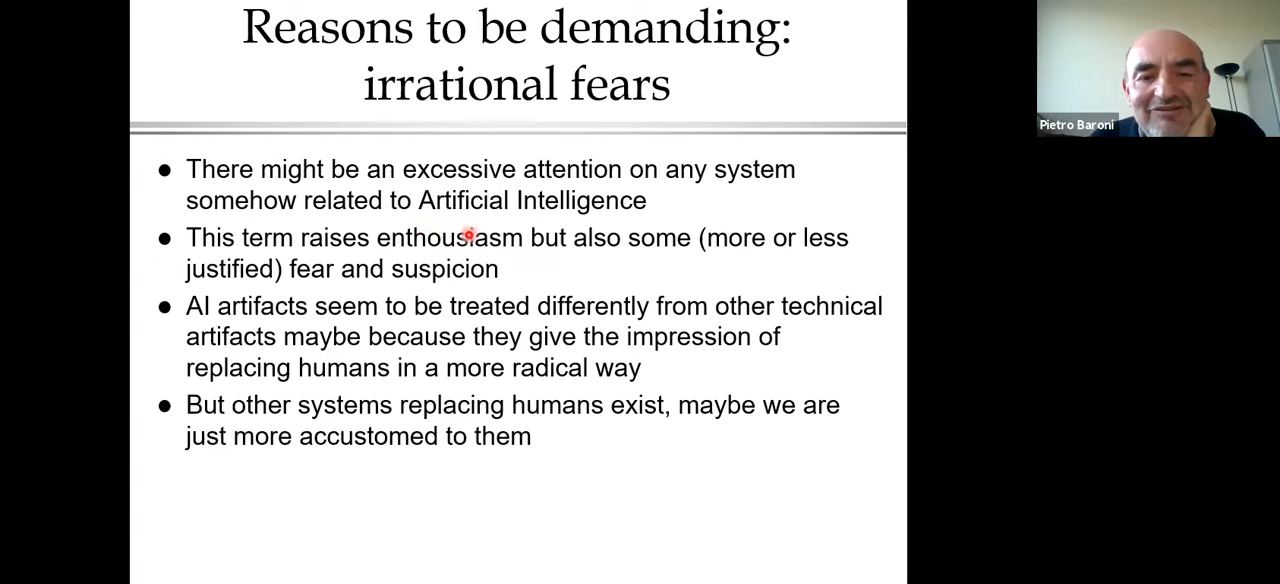 Reasons to be demanding:
irrational fears
● There might be an excessive attention on any system
somehow related to Artificial Intelligence
● This term raises enthousiasm but also some (more or less
justified) fear and suspicion
● AI artifacts seem to be treated differently from other technical
artifacts maybe because they give the impression of
replacing humans in a more radical way
● But other systems replacing humans exist, maybe we are
just more accustomed to them
Pietro Baroni